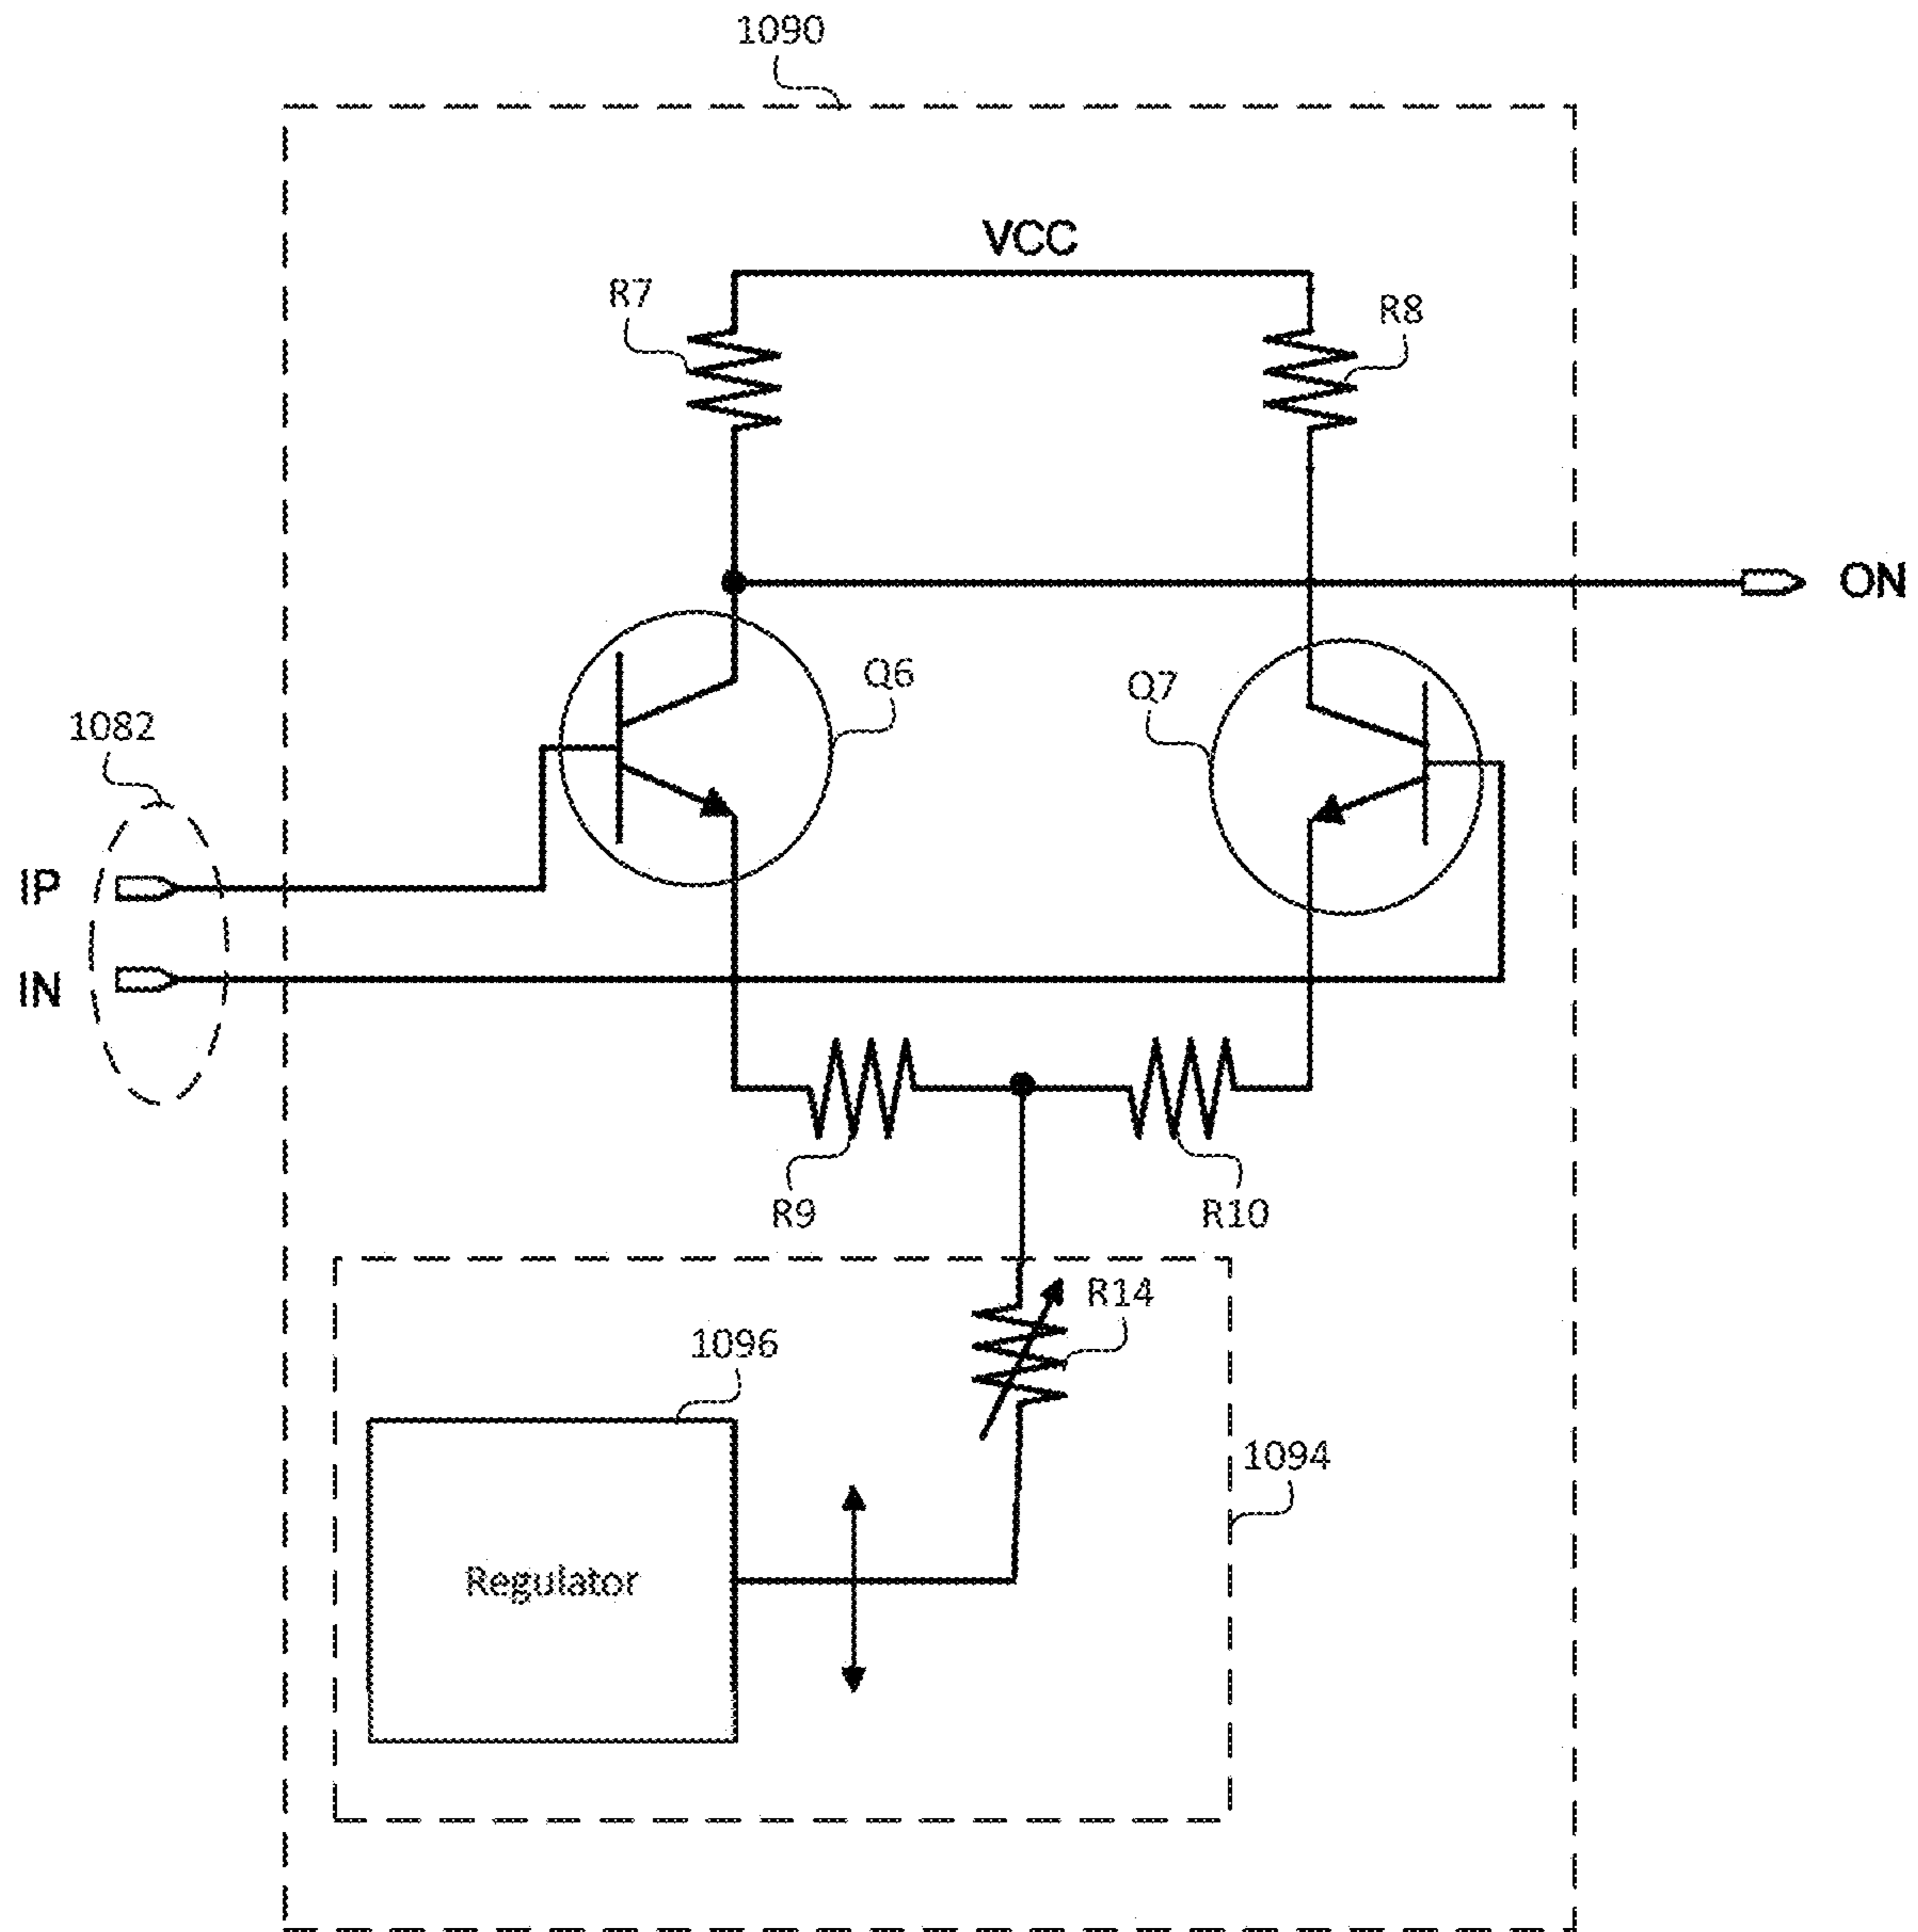 1090
VCC
R7
R8
ON
Q6
Q7
1082
IP
IN
R9
R10
R14
1096
1094
Regulator